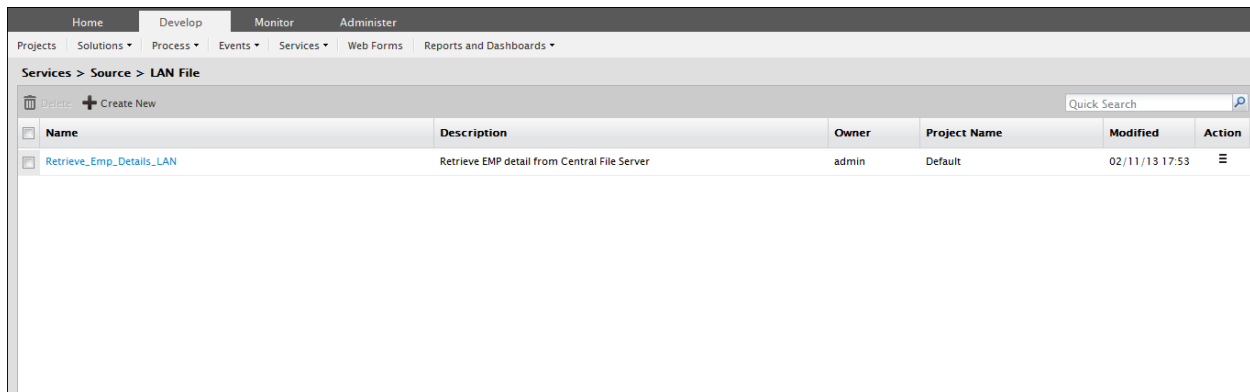 Home Develop Monitor Administer
Projects Solutions Process Events Services Web Forms Reports and Dashboards
Services > Source > LAN File
Delete Create New Quick Search
Name Description Owner Project Name Modified Action
Retrieve_Emp_Details_LAN Retrieve EMP detail from Central File Server admin Default 02/11/13 17:53